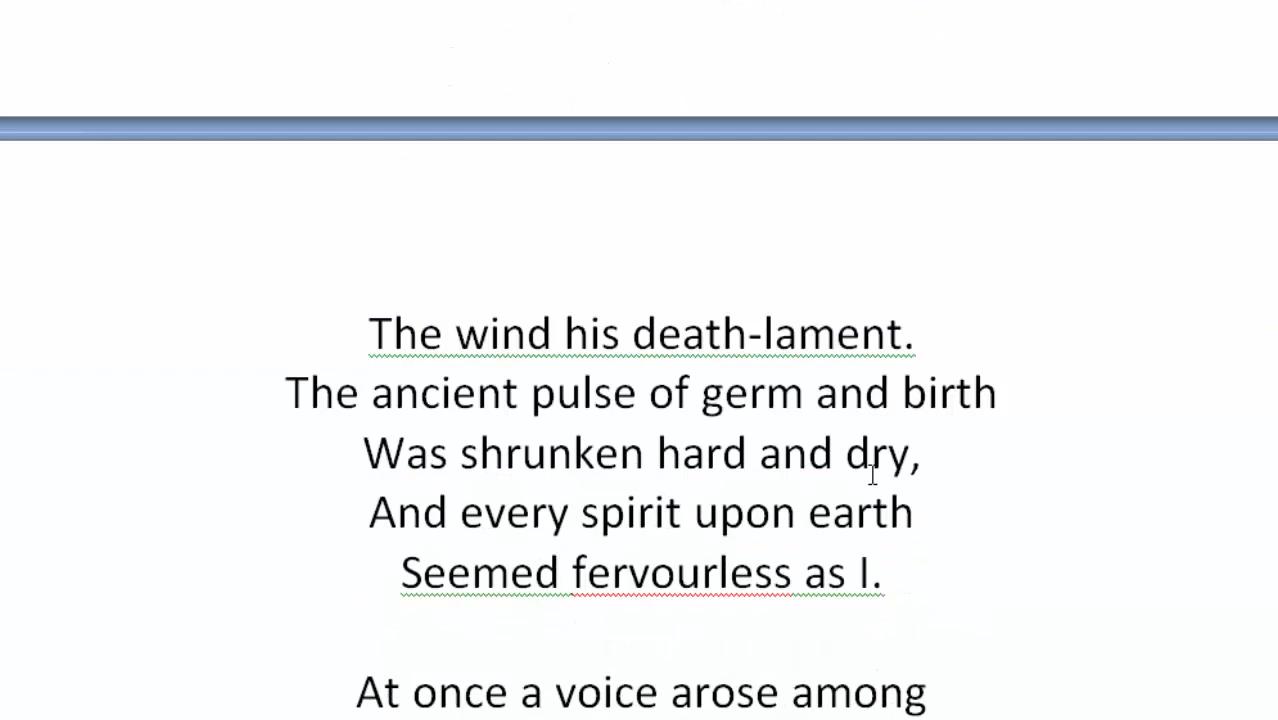 The wind his death-lament.
The ancient pulse of germ and birth
Was shrunken hard and dry,
And every spirit upon earth
Seemed fervourless as I.
At once a voice arose among